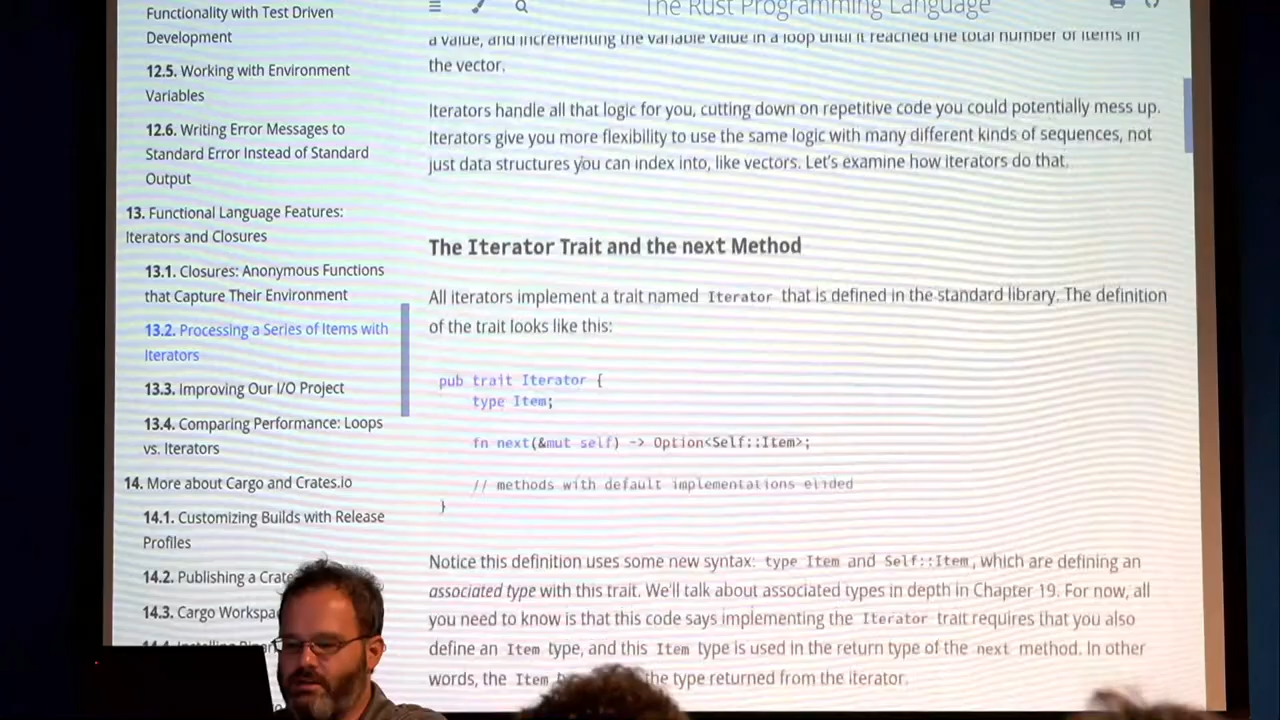 Functionality with Test Driven
Development
12.5. Working with Environment
Variables
12.6. Writing Error Messages to
Standard Error Instead of Standard
Output
13. Functional Language Features:
Iterators and Closures
13.1. Closures: Anonymous Functions
that Capture Their Environment
13.2. Processing a Series of Items with
Iterators
13.3. Improving Our I/O Project
13.4. Comparing Performance: Loops
vs. Iterators
14. More about Cargo and Crates.io
14.1. Customizing Builds with Release
Profiles
14.2. Publishing a Crate
14.3. Cargo Workspa
The Rust Programming Language
a value, and incrementing the variable value in a loop until it reached the total number of items in
the vector.
Iterators handle all that logic for you, cutting down on repetitive code you could potentially mess up.
Iterators give you more flexibility to use the same logic with many different kinds of sequences, not
just data structures you can index into, like vectors. Let's examine how iterators do that.
The Iterator Trait and the next Method
All iterators implement a trait named Iterator that is defined in the standard library. The definition
of the trait looks like this:
pub trait Iterator {
type Item;
fn next(&mut self) -> Option<Self::Item>;
// methods with default implementations elided
}
Notice this definition uses some new syntax: type Item and Self::Item, which are defining an
associated type with this trait. We'll talk about associated types in depth in Chapter 19. For now, all
you need to know is that this code says implementing the Iterator trait requires that you also
define an Item type, and this Item type is used in the return type of the next method. In other
words, the Item the type returned from the iterator.